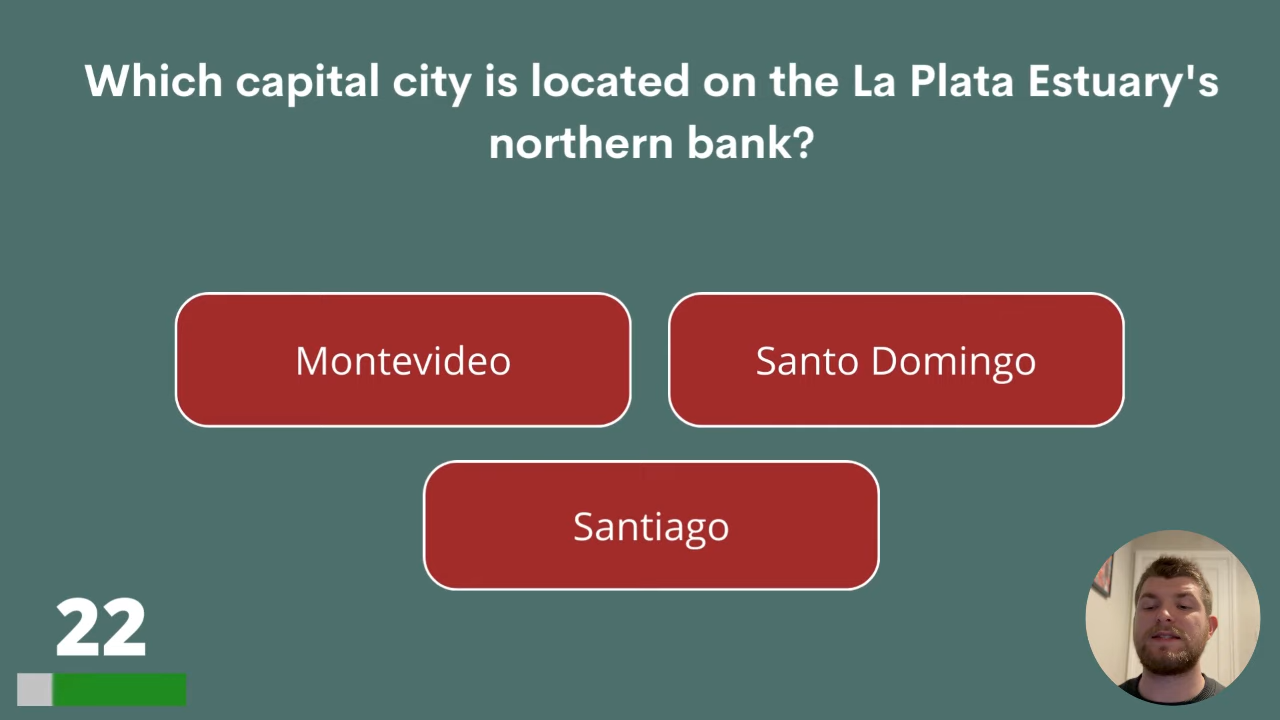 Which capital city is located on the La Plata Estuary's
northern bank?
Montevideo
Santo Domingo
Santiago
22